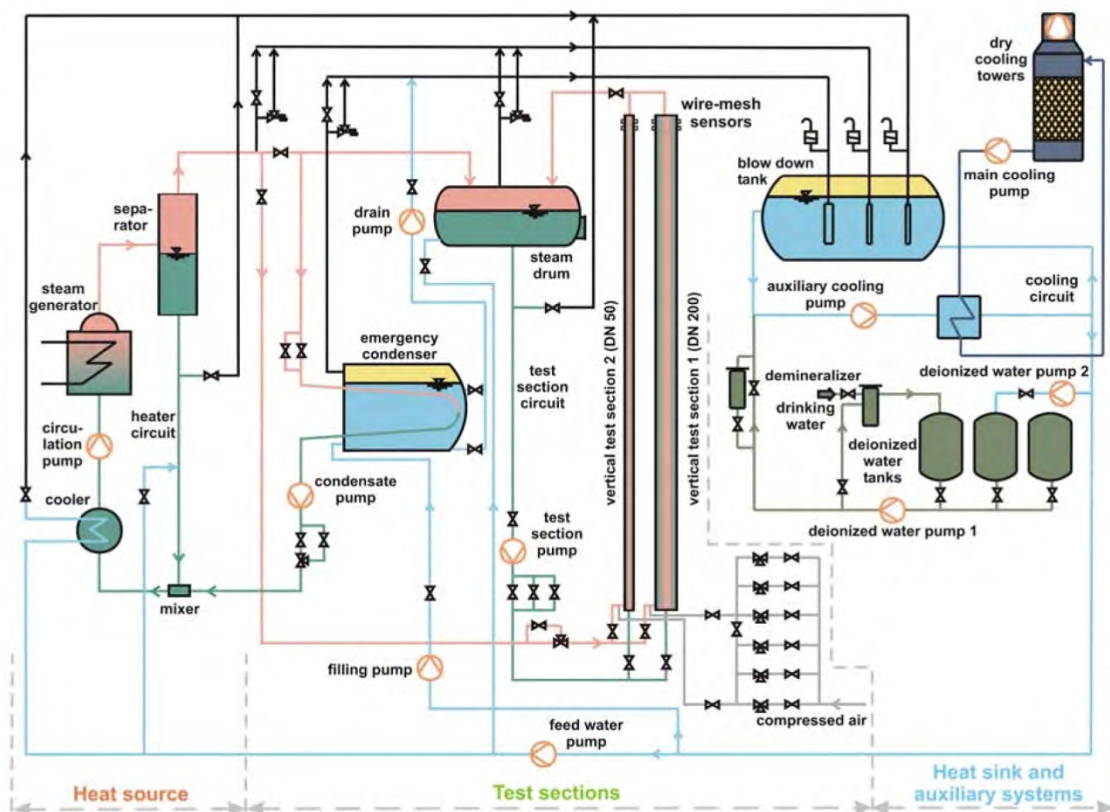 dry
cooling
towers
wire-mesh
sensors
blow down
tank
main cooling
pump
sepa-
rator
drain
pump
steam
drum
steam
generator
auxiliary cooling
pump
cooling
circuit
emergency
condenser
test
section
circuit
vertical test section 2 (DN 50)
vertical test section 1 (DN 200)
demineralizer
drinking
water
deionized water pump 2
circu-
lation
pump
heater
circuit
deionized
water
tanks
cooler
condensate
pump
test
section
pump
deionized water pump 1
mixer
filling pump
compressed air
feed water
pump
Heat source
Test sections
Heat sink and
auxiliary systems